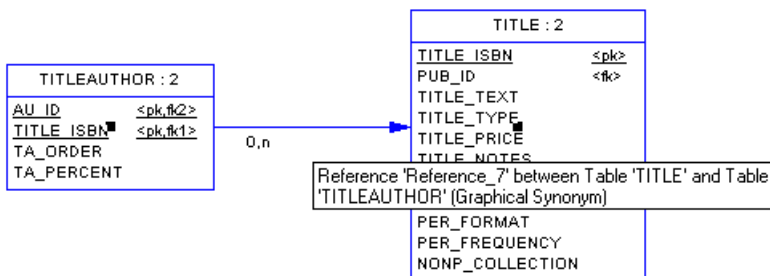 TITLEAUTHOR : 2
AU_ID <pk,fk2>
TITLE_ISBN <pk,fk1>
TA_ORDER
TA_PERCENT
0,n
TITLE : 2
TITLE_ISBN <pk>
PUB_ID <fk>
TITLE_TEXT
TITLE_TYPE
TITLE_PRICE
TITLE_NOTES
Reference 'Reference_7' between Table 'TITLE' and Table
'TITLEAUTHOR' (Graphical Synonym)
PER_FORMAT
PER_FREQUENCY
NONP_COLLECTION